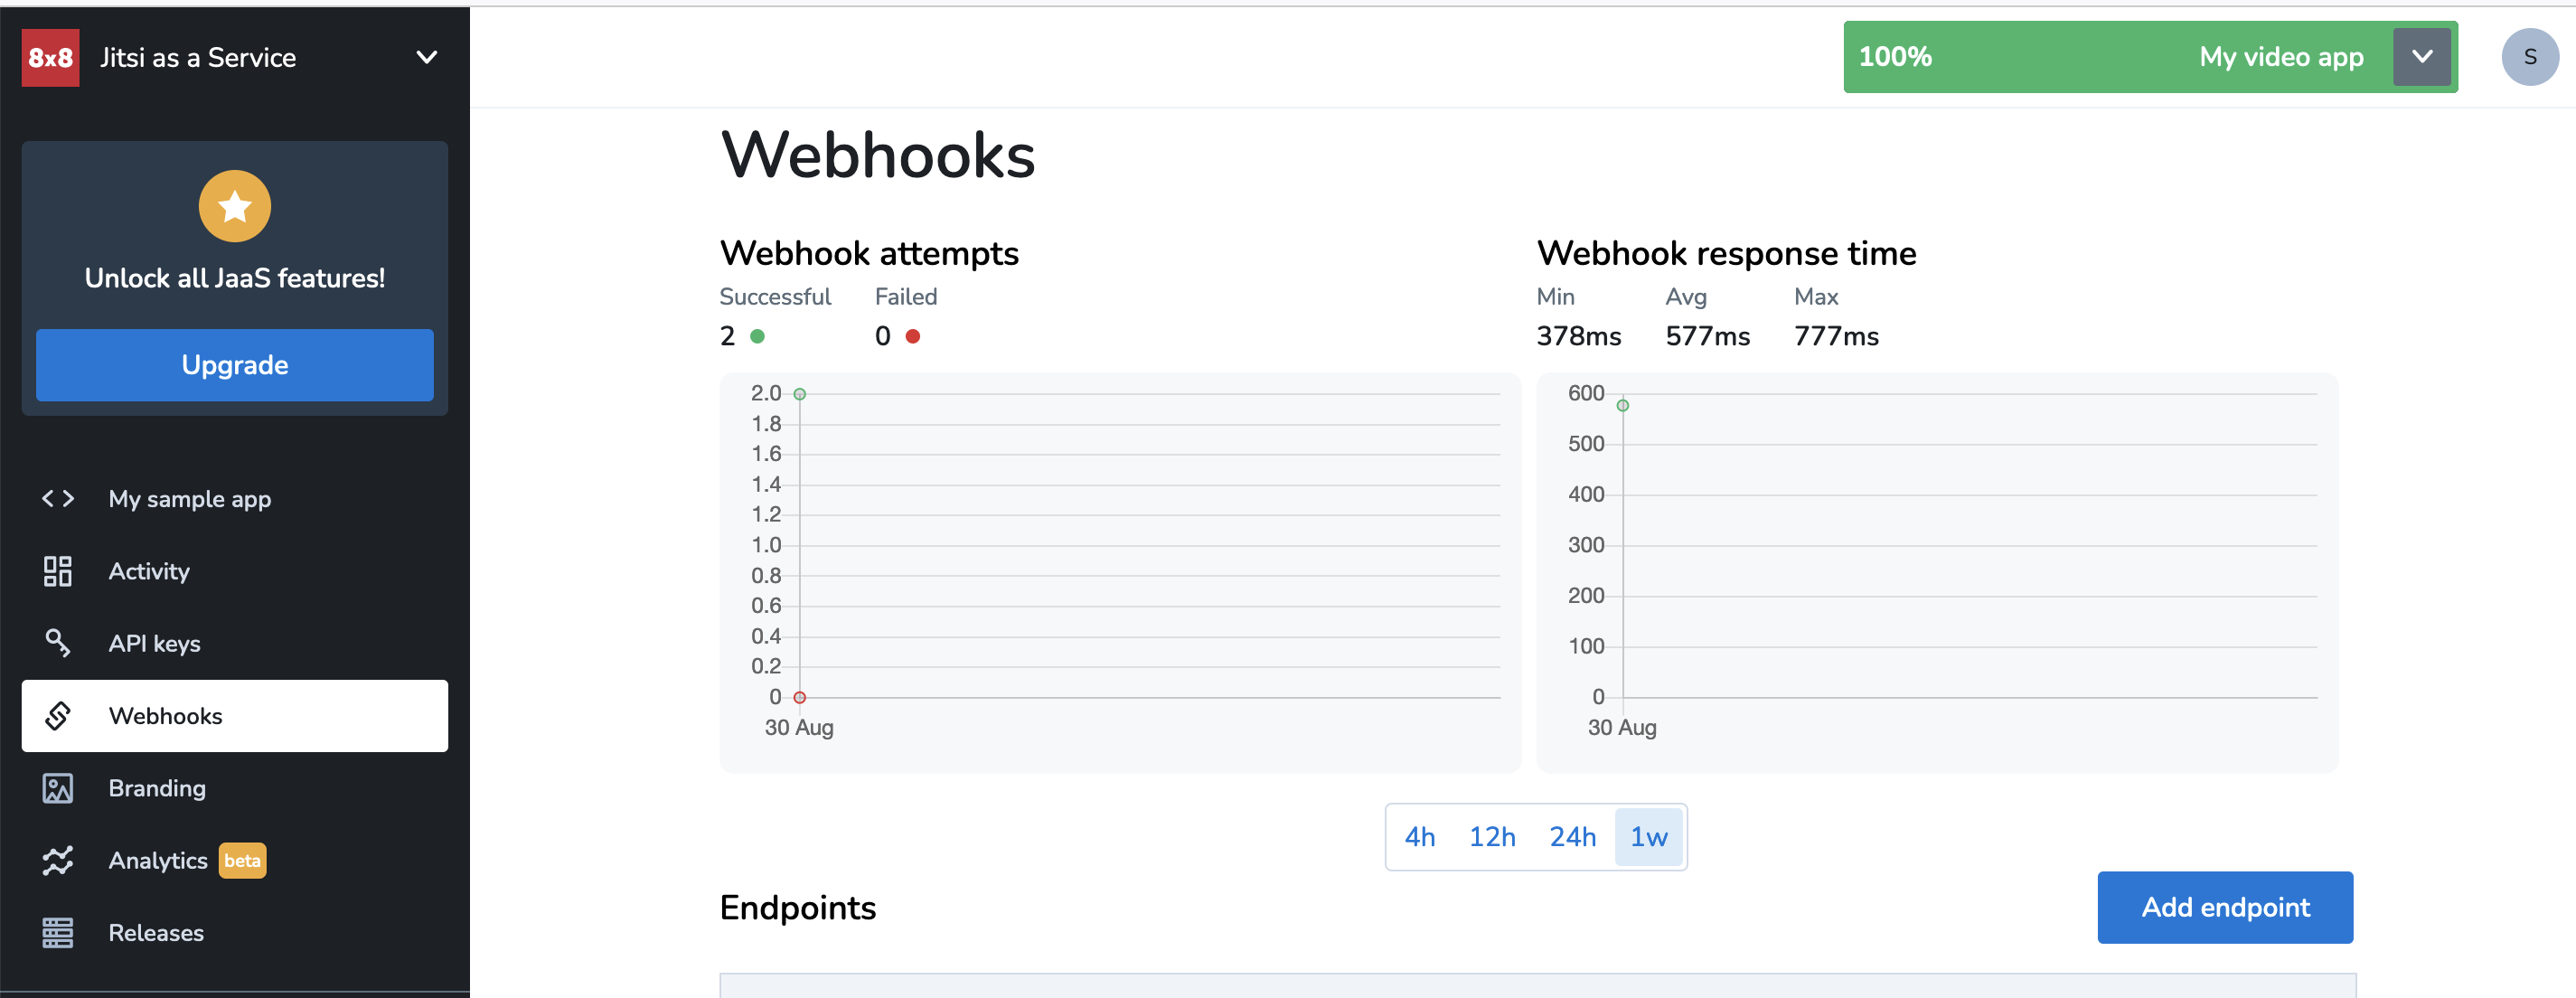 8x8 Jitsi as a Service
100% My video app
S
Unlock all JaaS features!
Upgrade
My sample app
Activity
API keys
Webhooks
Branding
Analytics beta
Releases
Webhooks
Webhook attempts
Successful Failed
2 0
2.0
1.8
1.6
1.4
1.2
1.0
0.8
0.6
0.4
0.2
0
30 Aug
Webhook response time
Min Avg Max
378ms 577ms 777ms
600
500
400
300
200
100
0
30 Aug
4h 12h 24h 1w
Endpoints
Add endpoint